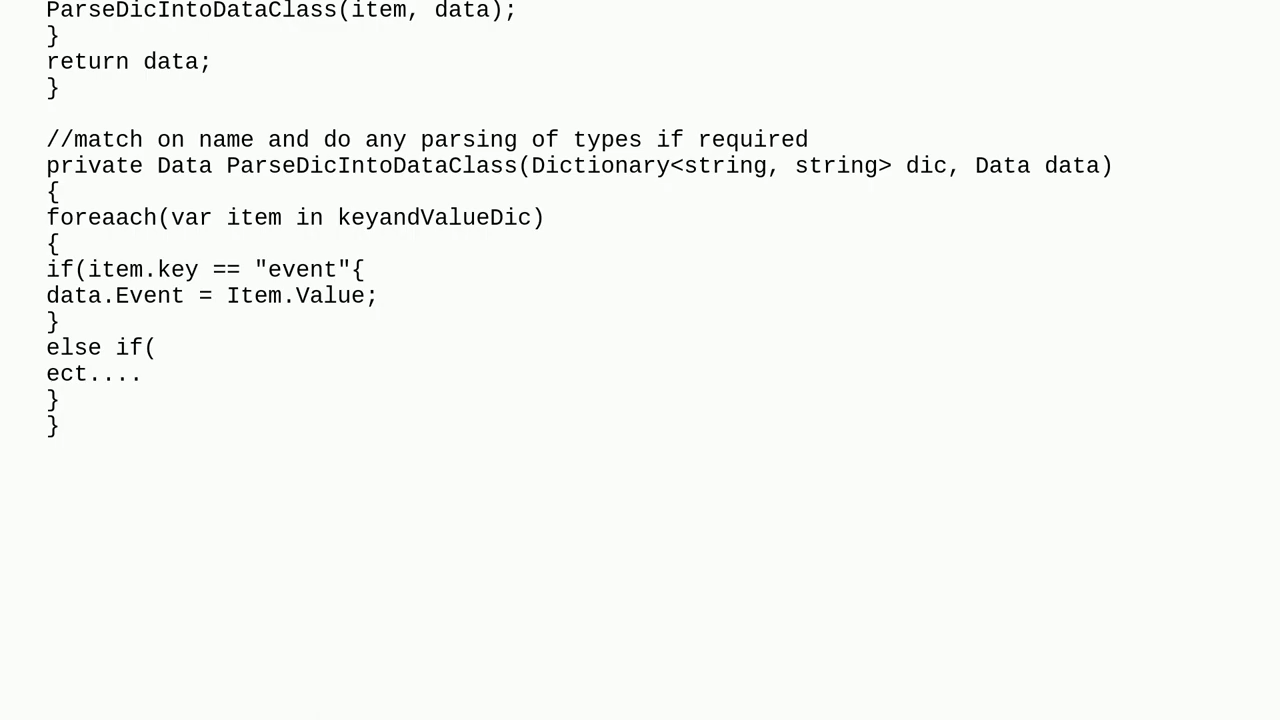 ParseDicIntoDataClass(item, data);
}
return data;
}

//match on name and do any parsing of types if required
private Data ParseDicIntoDataClass(Dictionary<string, string> dic, Data data)
{
foreaach(var item in keyandValueDic)
{
if(item.key == "event"{
data.Event = Item.Value;
}
else if(
ect....
}
}